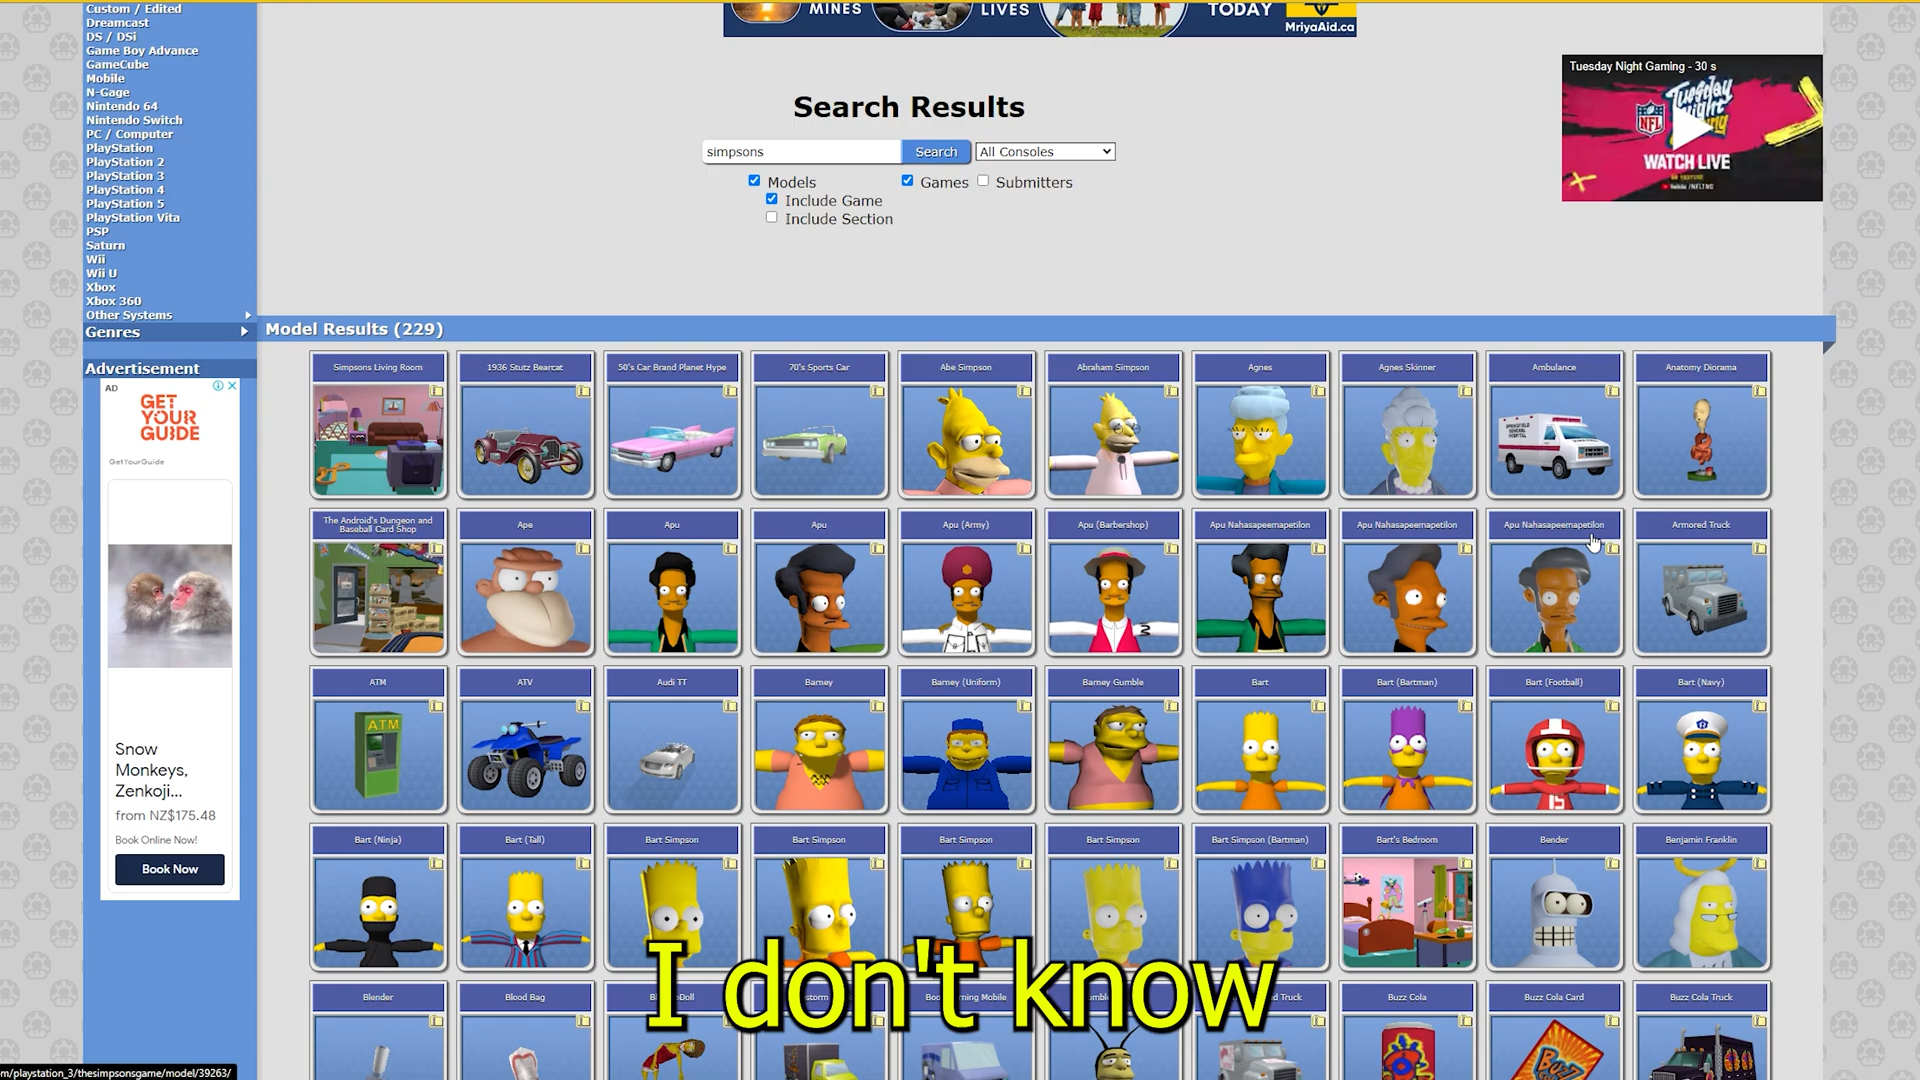 Custom / Edited
Dreamcast
DS / DSi
Game Boy Advance
GameCube
Mobile
N-Gage
Nintendo 64
Nintendo Switch
PC / Computer
PlayStation
PlayStation 2
PlayStation 3
PlayStation 4
PlayStation 5
PlayStation Vita
PSP
Saturn
Wii
Wii U
Xbox
Xbox 360
Other Systems
Genres
Advertisement
AD
GET
YOUR
GUIDE
GetYourGuide
Snow
Monkeys,
Zenkoji...
from NZ$175.48
Book Online Now!
Book Now
MINES LIVES TODAY
MriyaAid.ca
Tuesday Night Gaming - 30 s
NFL
Tuesday
Night
WATCH LIVE
Search Results
simpsons Search All Consoles
Models Games Submitters
Include Game
Include Section
Model Results (229)
Simpsons Living Room 1936 Stutz Bearcat 50's Car Brand Planet Hype 70's Sports Car Abe Simpson Abraham Simpson Agnes Agnes Skinner Ambulance Anatomy Diorama
The Android's Dungeon and
Baseball Card Shop Ape Apu Apu Apu (Army) Apu (Barbershop) Apu Nahasapeemapetilon Apu Nahasapeemapetilon Apu Nahasapeemapetilon Armored Truck
ATM ATV Audi TT Barney Barney (Uniform) Barney Gumble Bart Bart (Bartman) Bart (Football) Bart (Navy)
ATM
Bart (Ninja) Bart (Tall) Bart Simpson Bart Simpson Bart Simpson Bart Simpson Bart Simpson (Bartman) Bart's Bedroom Bender Benjamin Franklin
I don't know
Blender Blood Bag Buzz Cola Buzz Cola Card Buzz Cola Truck
m/playstation_3/thesimpsonsgame/model/39263/